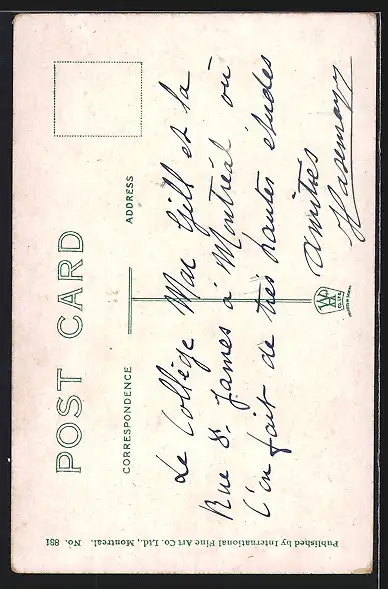 POST CARD
CORRESPONDENCE
ADDRESS
Le Collège Mac Gill et la
Rue St. James à Montréal où
l'on fait de très hautes études
Amitiés
Published by International Fine Art Co. Ltd., Montreal. No. 881